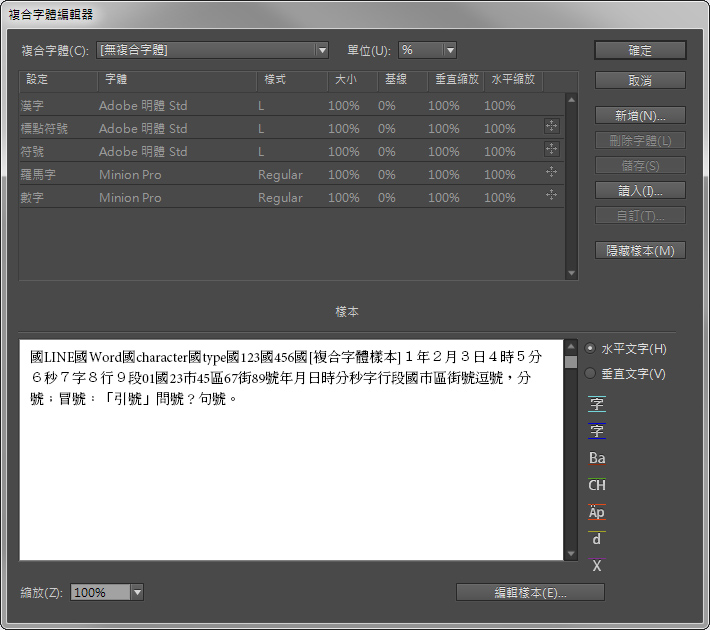 複合字體編輯器
複合字體(C): [無複合字體] 單位(U): % 確定
設定 字體 樣式 大小 基線 垂直縮放 水平縮放 取消
漢字 Adobe 明體 Std L 100% 0% 100% 100% 新增(N)...
標點符號 Adobe 明體 Std L 100% 0% 100% 100% 刪除字體(L)
符號 Adobe 明體 Std L 100% 0% 100% 100% 儲存(S)
羅馬字 Minion Pro Regular 100% 0% 100% 100% 讀入(I)...
數字 Minion Pro Regular 100% 0% 100% 100% 自訂(T)...
隱藏樣本(M)
樣本
國LINE國Word國character國type國123國456國[複合字體樣本]１年２月３日４時５分 水平文字(H)
６秒７字８行９段01國23市45區67街89號年月日時分秒字行段國市區街號逗號，分 垂直文字(V)
號；冒號：「引號」問號？句號。 字
字
Ba
CH
Äp
d
X
縮放(Z): 100% 編輯樣本(E)...